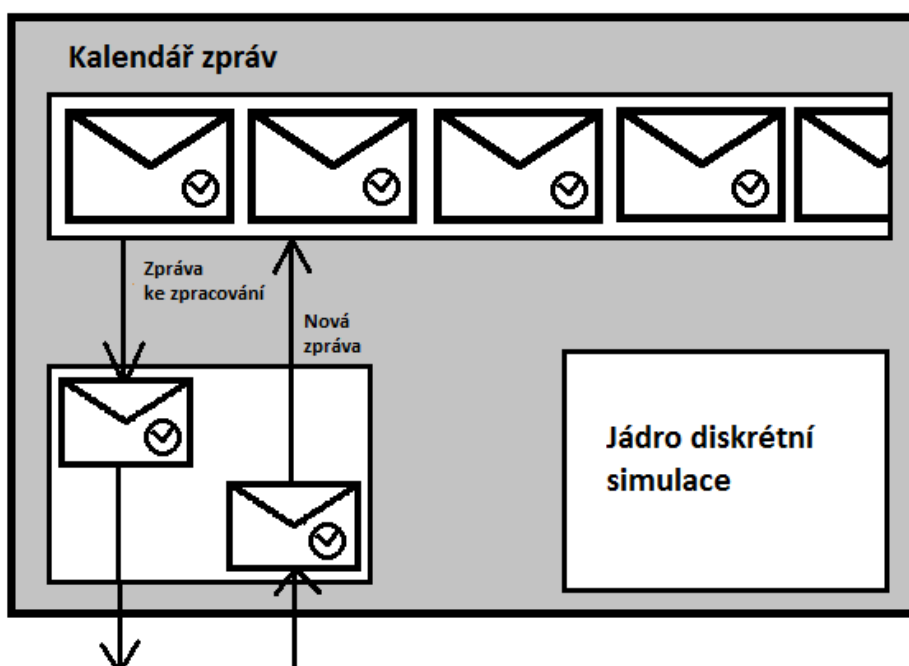 Kalendář zpráv
Zpráva
ke zpracování
Nová
zpráva
Jádro diskrétní
simulace